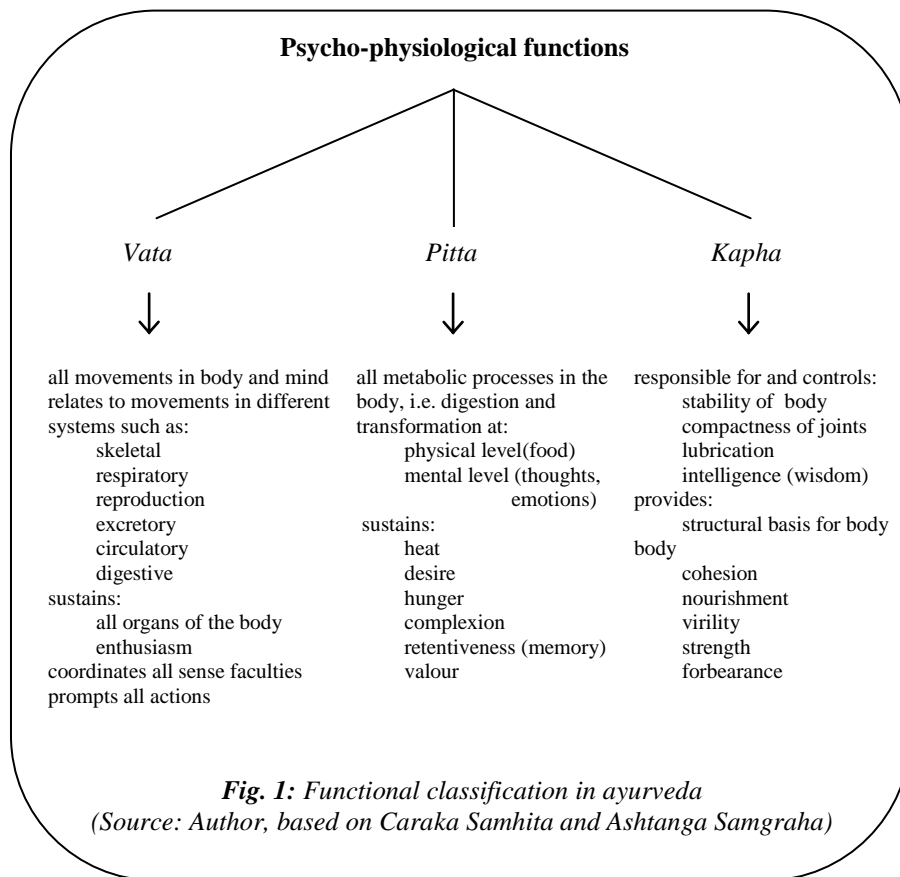 Psycho-physiological functions
Vata
Pitta
Kapha
all movements in body and mind
relates to movements in different
systems such as:
skeletal
respiratory
reproduction
excretory
circulatory
digestive
sustains:
all organs of the body
enthusiasm
coordinates all sense faculties
prompts all actions
all metabolic processes in the
body, i.e. digestion and
transformation at:
physical level(food)
mental level (thoughts,
emotions)
sustains:
heat
desire
hunger
complexion
retentiveness (memory)
valour
responsible for and controls:
stability of body
compactness of joints
lubrication
intelligence (wisdom)
provides:
structural basis for body
body
cohesion
nourishment
virility
strength
forbearance
Fig. 1: Functional classification in ayurveda
(Source: Author, based on Caraka Samhita and Ashtanga Samgraha)